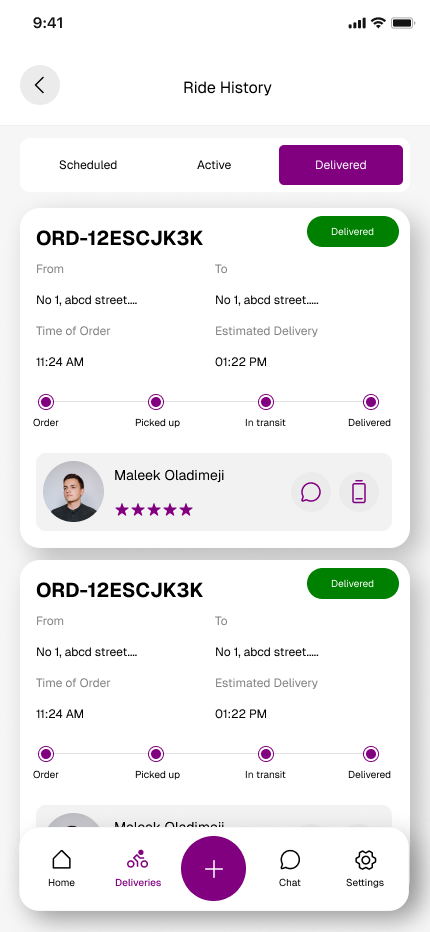 9:41
Ride History
Scheduled Active Delivered
ORD-12ESCJK3K Delivered
From To
No 1, abcd street.... No 1, abcd street.....
Time of Order Estimated Delivery
11:24 AM 01:22 PM
Order Picked up In transit Delivered
Maleek Oladimeji
ORD-12ESCJK3K Delivered
From To
No 1, abcd street.... No 1, abcd street.....
Time of Order Estimated Delivery
11:24 AM 01:22 PM
Order Picked up In transit Delivered
Maleek Oladimeji
Home Deliveries Chat Settings